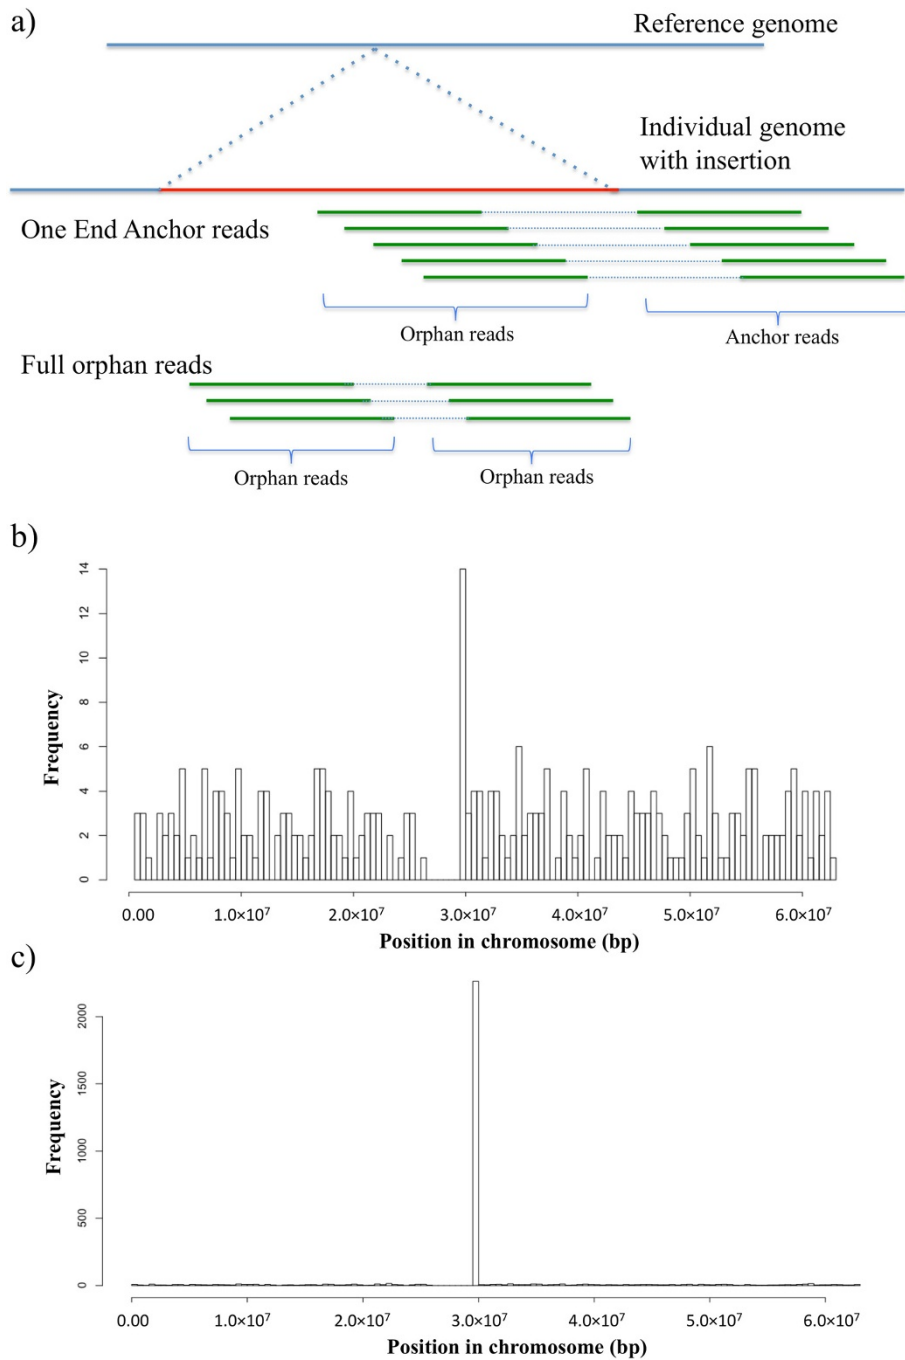 a)
Reference genome
Individual genome
with insertion
One End Anchor reads
Orphan reads
Anchor reads
Full orphan reads
Orphan reads
Orphan reads
b)
14
12
10
8
6
4
2
0
Frequency
0.00
1.0×10⁷
2.0×10⁷
3.0×10⁷
4.0×10⁷
5.0×10⁷
6.0×10⁷
Position in chromosome (bp)
c)
2000
1500
1000
500
0
Frequency
0.00
1.0×10⁷
2.0×10⁷
3.0×10⁷
4.0×10⁷
5.0×10⁷
6.0×10⁷
Position in chromosome (bp)